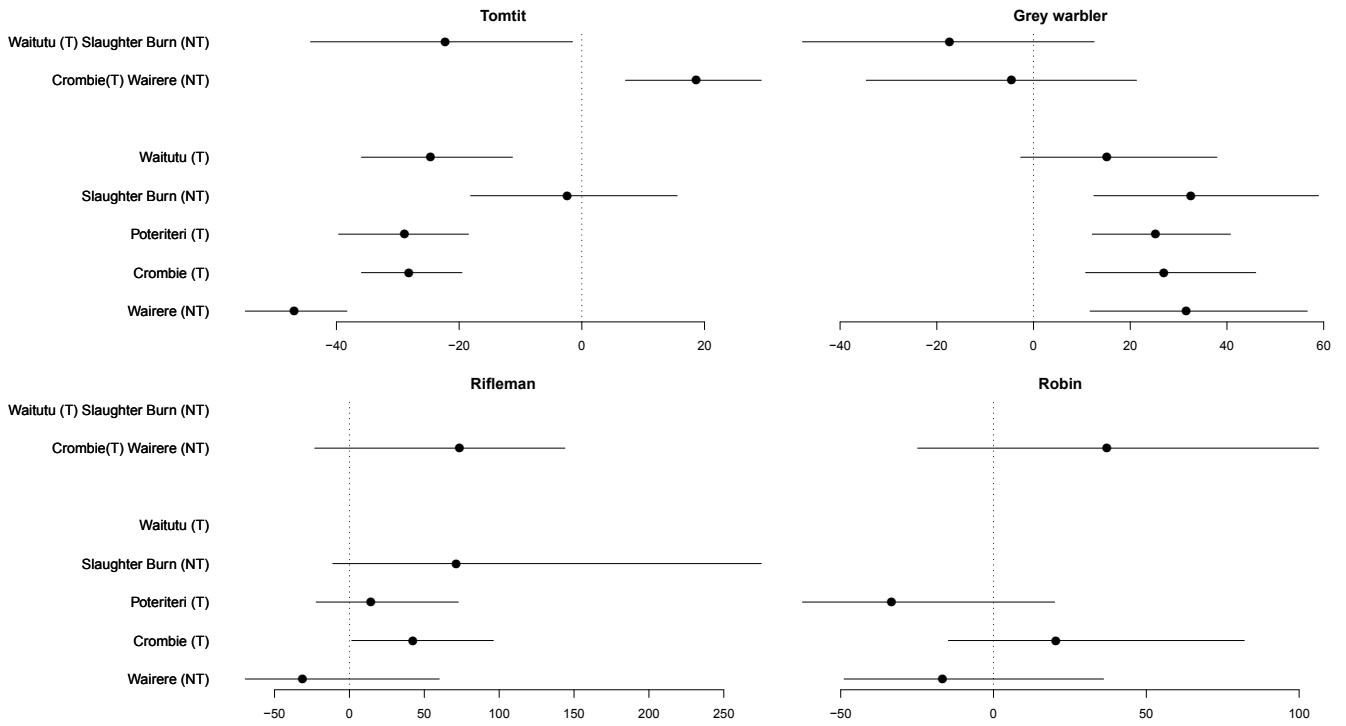 Tomtit
Grey warbler
Waitutu (T) Slaughter Burn (NT)
Crombie(T) Wairere (NT)
Waitutu (T)
Slaughter Burn (NT)
Poteriteri (T)
Crombie (T)
Wairere (NT)
−40 −20 0 20
−40 −20 0 20 40 60
Rifleman
Robin
Waitutu (T) Slaughter Burn (NT)
Crombie(T) Wairere (NT)
Waitutu (T)
Slaughter Burn (NT)
Poteriteri (T)
Crombie (T)
Wairere (NT)
−50 0 50 100 150 200 250
−50 0 50 100